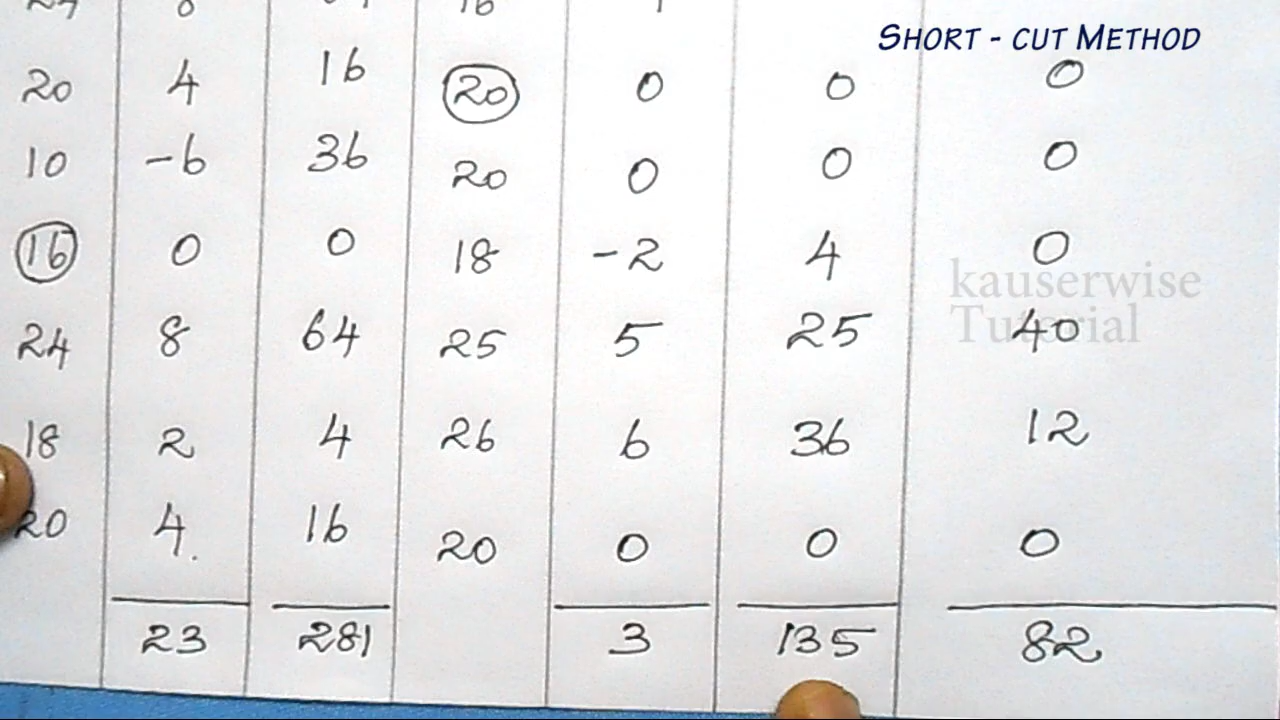 SHORT - CUT METHOD
20 4 16 20 0 0 0
10 -6 36 20 0 0 0
16 0 0 18 -2 4 0
kauserwise
Tutorial
24 8 64 25 5 25 40
18 2 4 26 6 36 12
20 4. 16 20 0 0 0
23 281 3 135 82